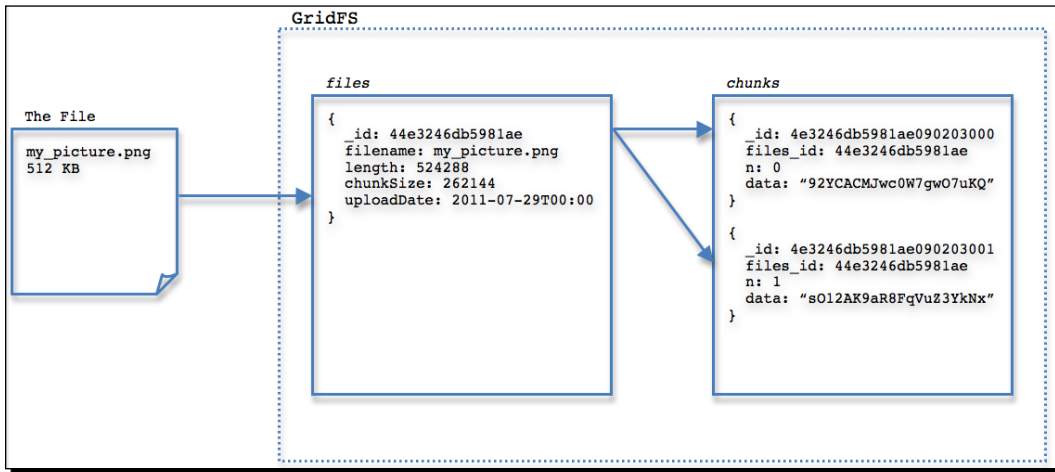 GridFS
The File
my_picture.png
512 KB
files
{
_id: 44e3246db5981ae
filename: my_picture.png
length: 524288
chunkSize: 262144
uploadDate: 2011-07-29T00:00
}
chunks
{
_id: 4e3246db5981ae090203000
files_id: 44e3246db5981ae
n: 0
data: “92YCACMJwc0W7gwO7uKQ”
}
{
_id: 4e3246db5981ae090203001
files_id: 44e3246db5981ae
n: 1
data: “sO12AK9aR8FqVuZ3YkNx”
}